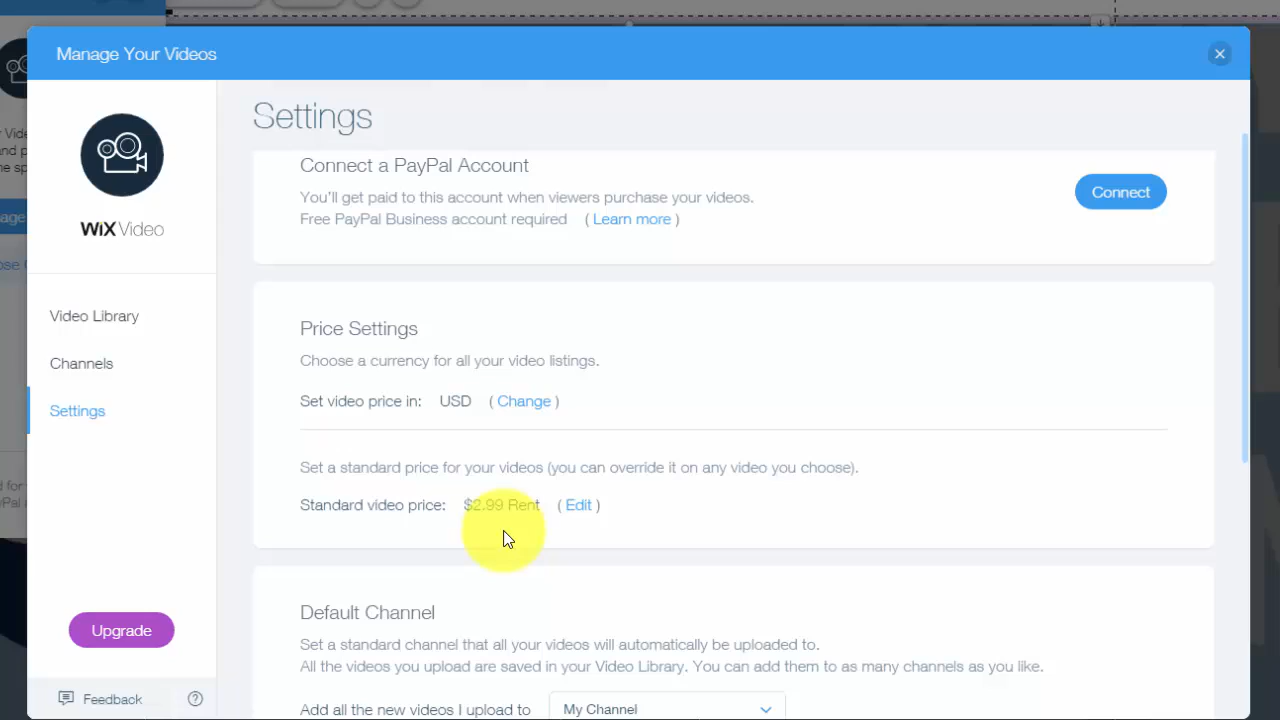 Manage Your Videos
Settings
WiX Video
Video Library
Channels
Settings
Upgrade
Feedback
Connect a PayPal Account
You'll get paid to this account when viewers purchase your videos.
Free PayPal Business account required ( Learn more )
Connect
Price Settings
Choose a currency for all your video listings.
Set video price in: USD ( Change )
Set a standard price for your videos (you can override it on any video you choose).
Standard video price: $2.99 Rent ( Edit )
Default Channel
Set a standard channel that all your videos will automatically be uploaded to.
All the videos you upload are saved in your Video Library. You can add them to as many channels as you like.
Add all the new videos I upload to My Channel